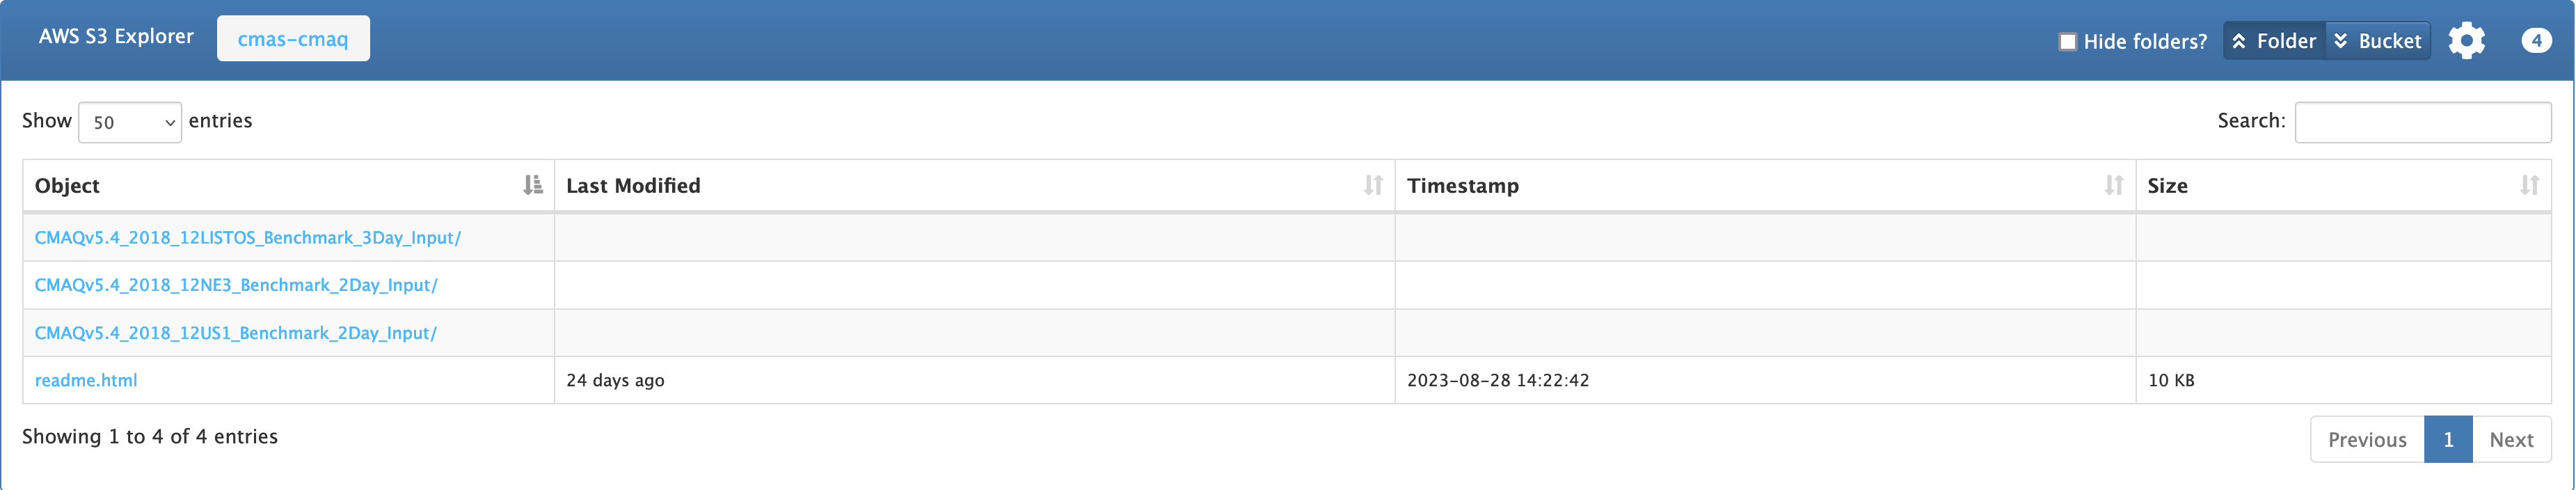 AWS S3 Explorer cmas-cmaq Hide folders? Folder Bucket 4
Show 50 entries Search:
Object Last Modified Timestamp Size
CMAQv5.4_2018_12LISTOS_Benchmark_3Day_Input/
CMAQv5.4_2018_12NE3_Benchmark_2Day_Input/
CMAQv5.4_2018_12US1_Benchmark_2Day_Input/
readme.html 24 days ago 2023-08-28 14:22:42 10 KB
Showing 1 to 4 of 4 entries Previous 1 Next